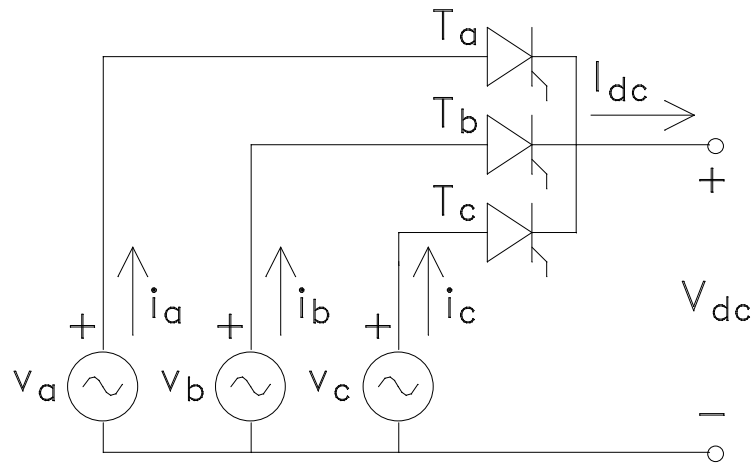 Ta
Idc
Tb
+
Tc
ia
ib
ic
Vdc
+
+
+
va
vb
vc
−